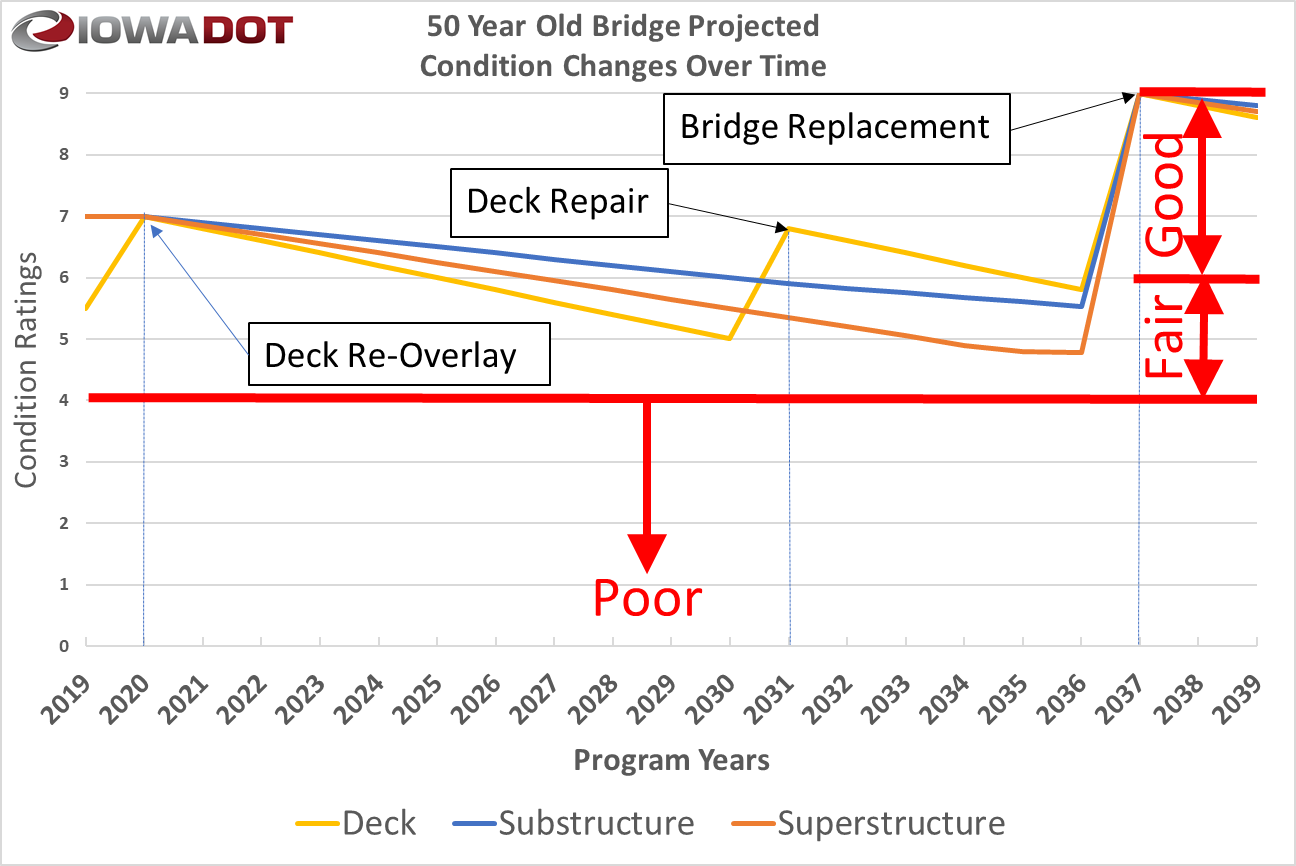 IOWADOT
50 Year Old Bridge Projected
Condition Changes Over Time
Condition Ratings
9
8
7
6
5
4
3
2
1
0
Bridge Replacement
Deck Repair
Deck Re-Overlay
Good
Fair
Poor
2019 2020 2021 2022 2023 2024 2025 2026 2027 2028 2029 2030 2031 2032 2033 2034 2035 2036 2037 2038 2039
Program Years
Deck Substructure Superstructure